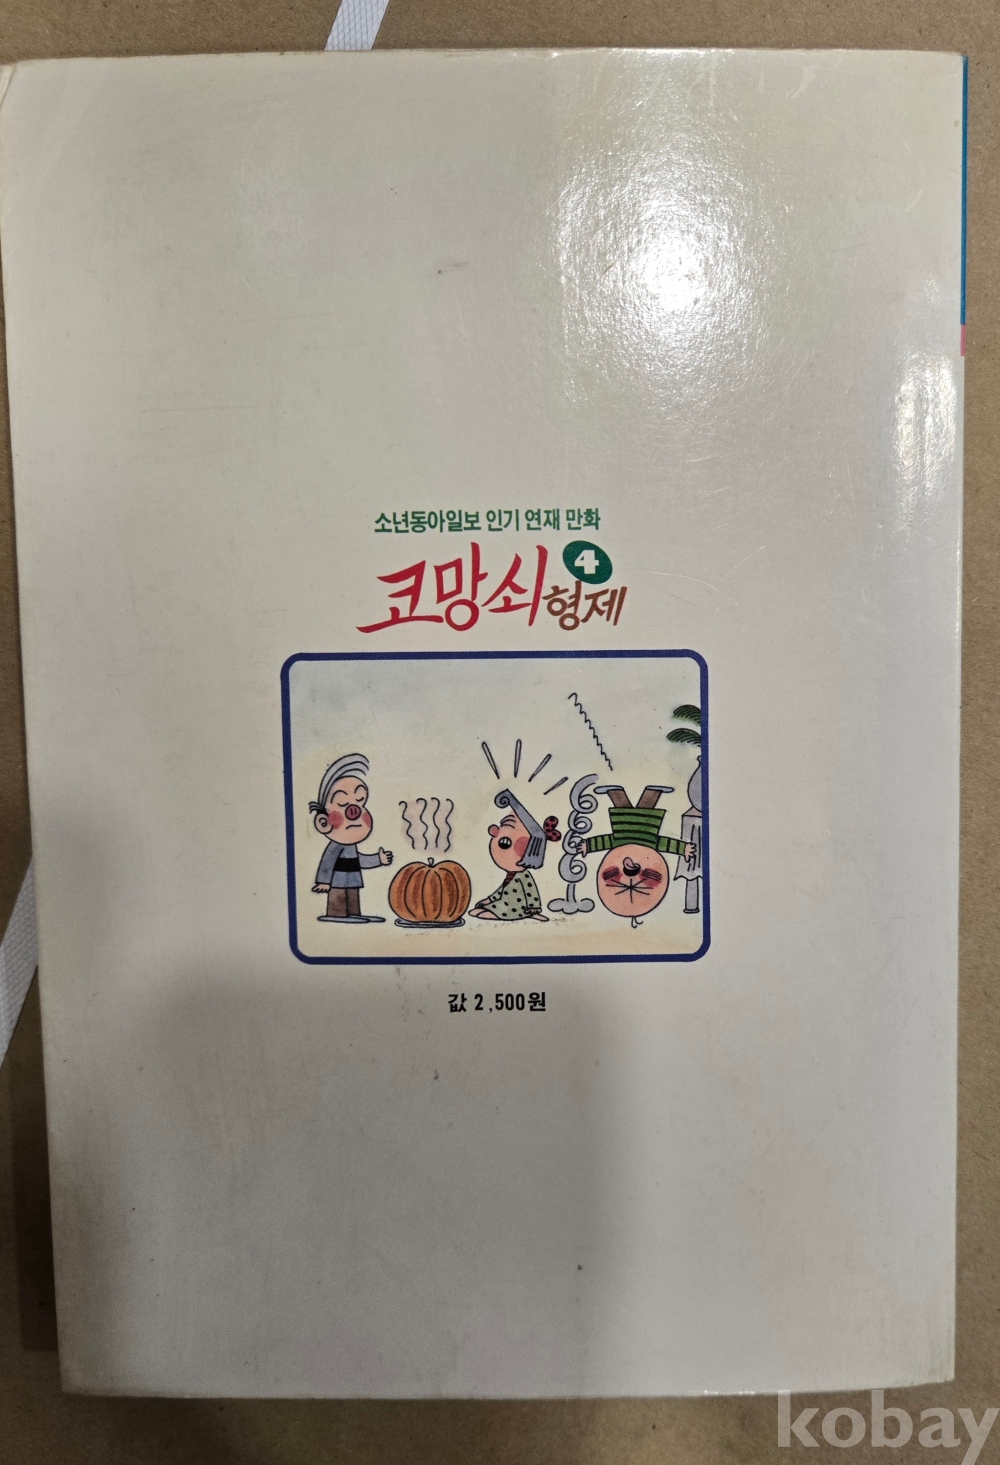 소년동아일보 인기 연재 만화
코망쇠형제 4
값 2,500원
kobay